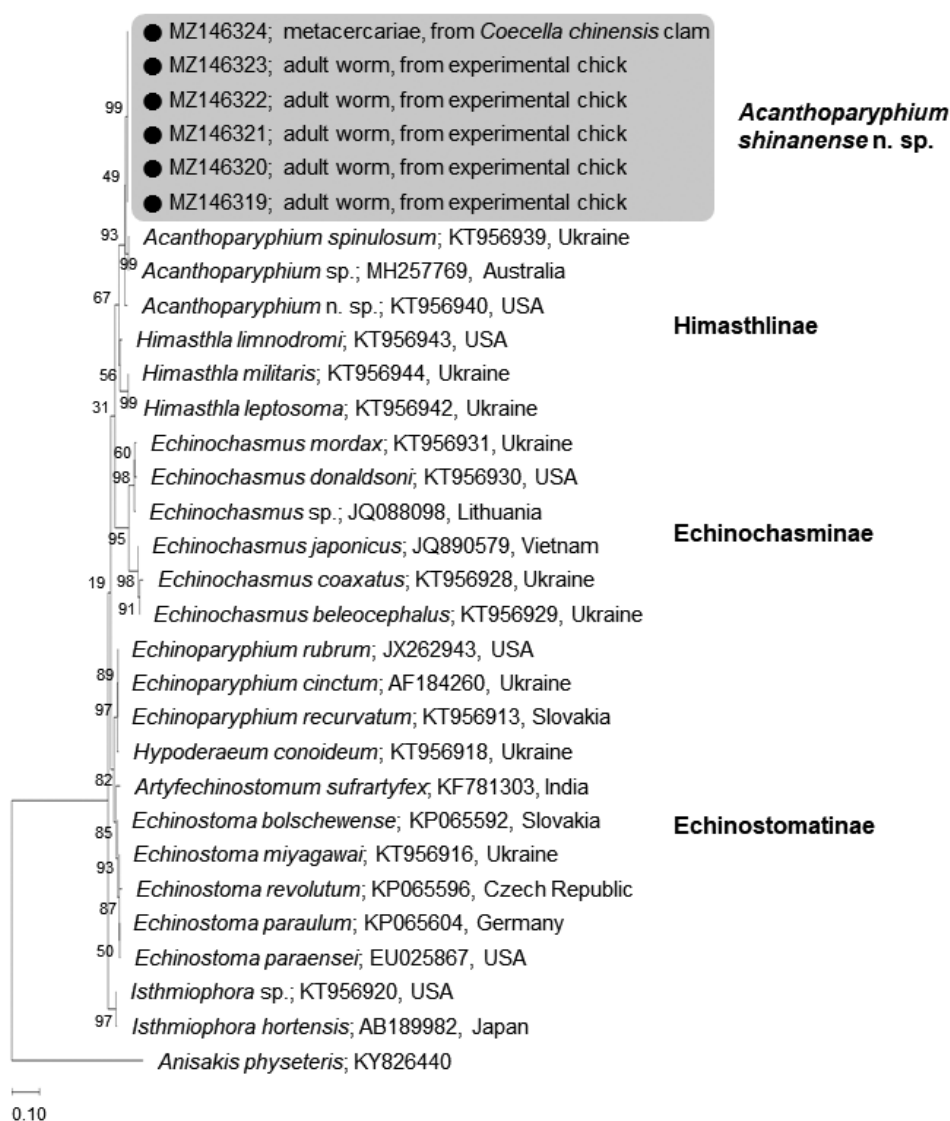 MZ146324; metacercariae, from Coecella chinensis clam
MZ146323; adult worm, from experimental chick
MZ146322; adult worm, from experimental chick
MZ146321; adult worm, from experimental chick
MZ146320; adult worm, from experimental chick
MZ146319; adult worm, from experimental chick
Acanthoparyphium
shinanense n. sp.
99
49
93
Acanthoparyphium spinulosum; KT956939, Ukraine
99
Acanthoparyphium sp.; MH257769, Australia
67
Acanthoparyphium n. sp.; KT956940, USA
Himasthlinae
Himasthla limnodromi; KT956943, USA
56
Himasthla militaris; KT956944, Ukraine
31
99
Himasthla leptosoma; KT956942, Ukraine
60
Echinochasmus mordax; KT956931, Ukraine
98
Echinochasmus donaldsoni; KT956930, USA
Echinochasmus sp.; JQ088098, Lithuania
Echinochasminae
95
Echinochasmus japonicus; JQ890579, Vietnam
19
98
Echinochasmus coaxatus; KT956928, Ukraine
91
Echinochasmus beleocephalus; KT956929, Ukraine
Echinoparyphium rubrum; JX262943, USA
89
Echinoparyphium cinctum; AF184260, Ukraine
97
Echinoparyphium recurvatum; KT956913, Slovakia
Hypoderaeum conoideum; KT956918, Ukraine
82
Artyfechinostomum sufrartyfex; KF781303, India
85
Echinostoma bolschewense; KP065592, Slovakia
Echinostomatinae
93
Echinostoma miyagawai; KT956916, Ukraine
87
Echinostoma revolutum; KP065596, Czech Republic
Echinostoma paraulum; KP065604, Germany
50
Echinostoma paraensei; EU025867, USA
Isthmiophora sp.; KT956920, USA
97
Isthmiophora hortensis; AB189982, Japan
Anisakis physeteris; KY826440
0.10